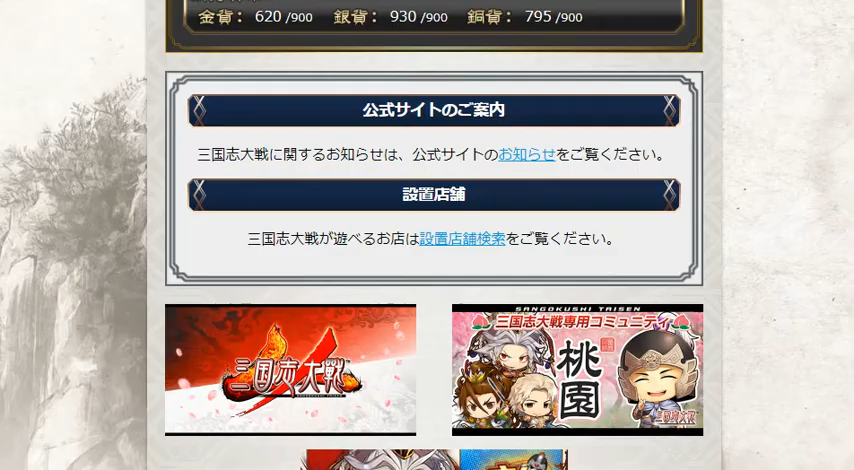 金貨： 620 /900 銀貨： 930 /900 銅貨： 795 /900
公式サイトのご案内
三国志大戦に関するお知らせは、公式サイトのお知らせをご覧ください。
設置店舗
三国志大戦が遊べるお店は設置店舗検索をご覧ください。
三国志大戦
SANGOKUSHI TAISEN
三国志大戦専用コミュニティ
桃園
三国志大戦